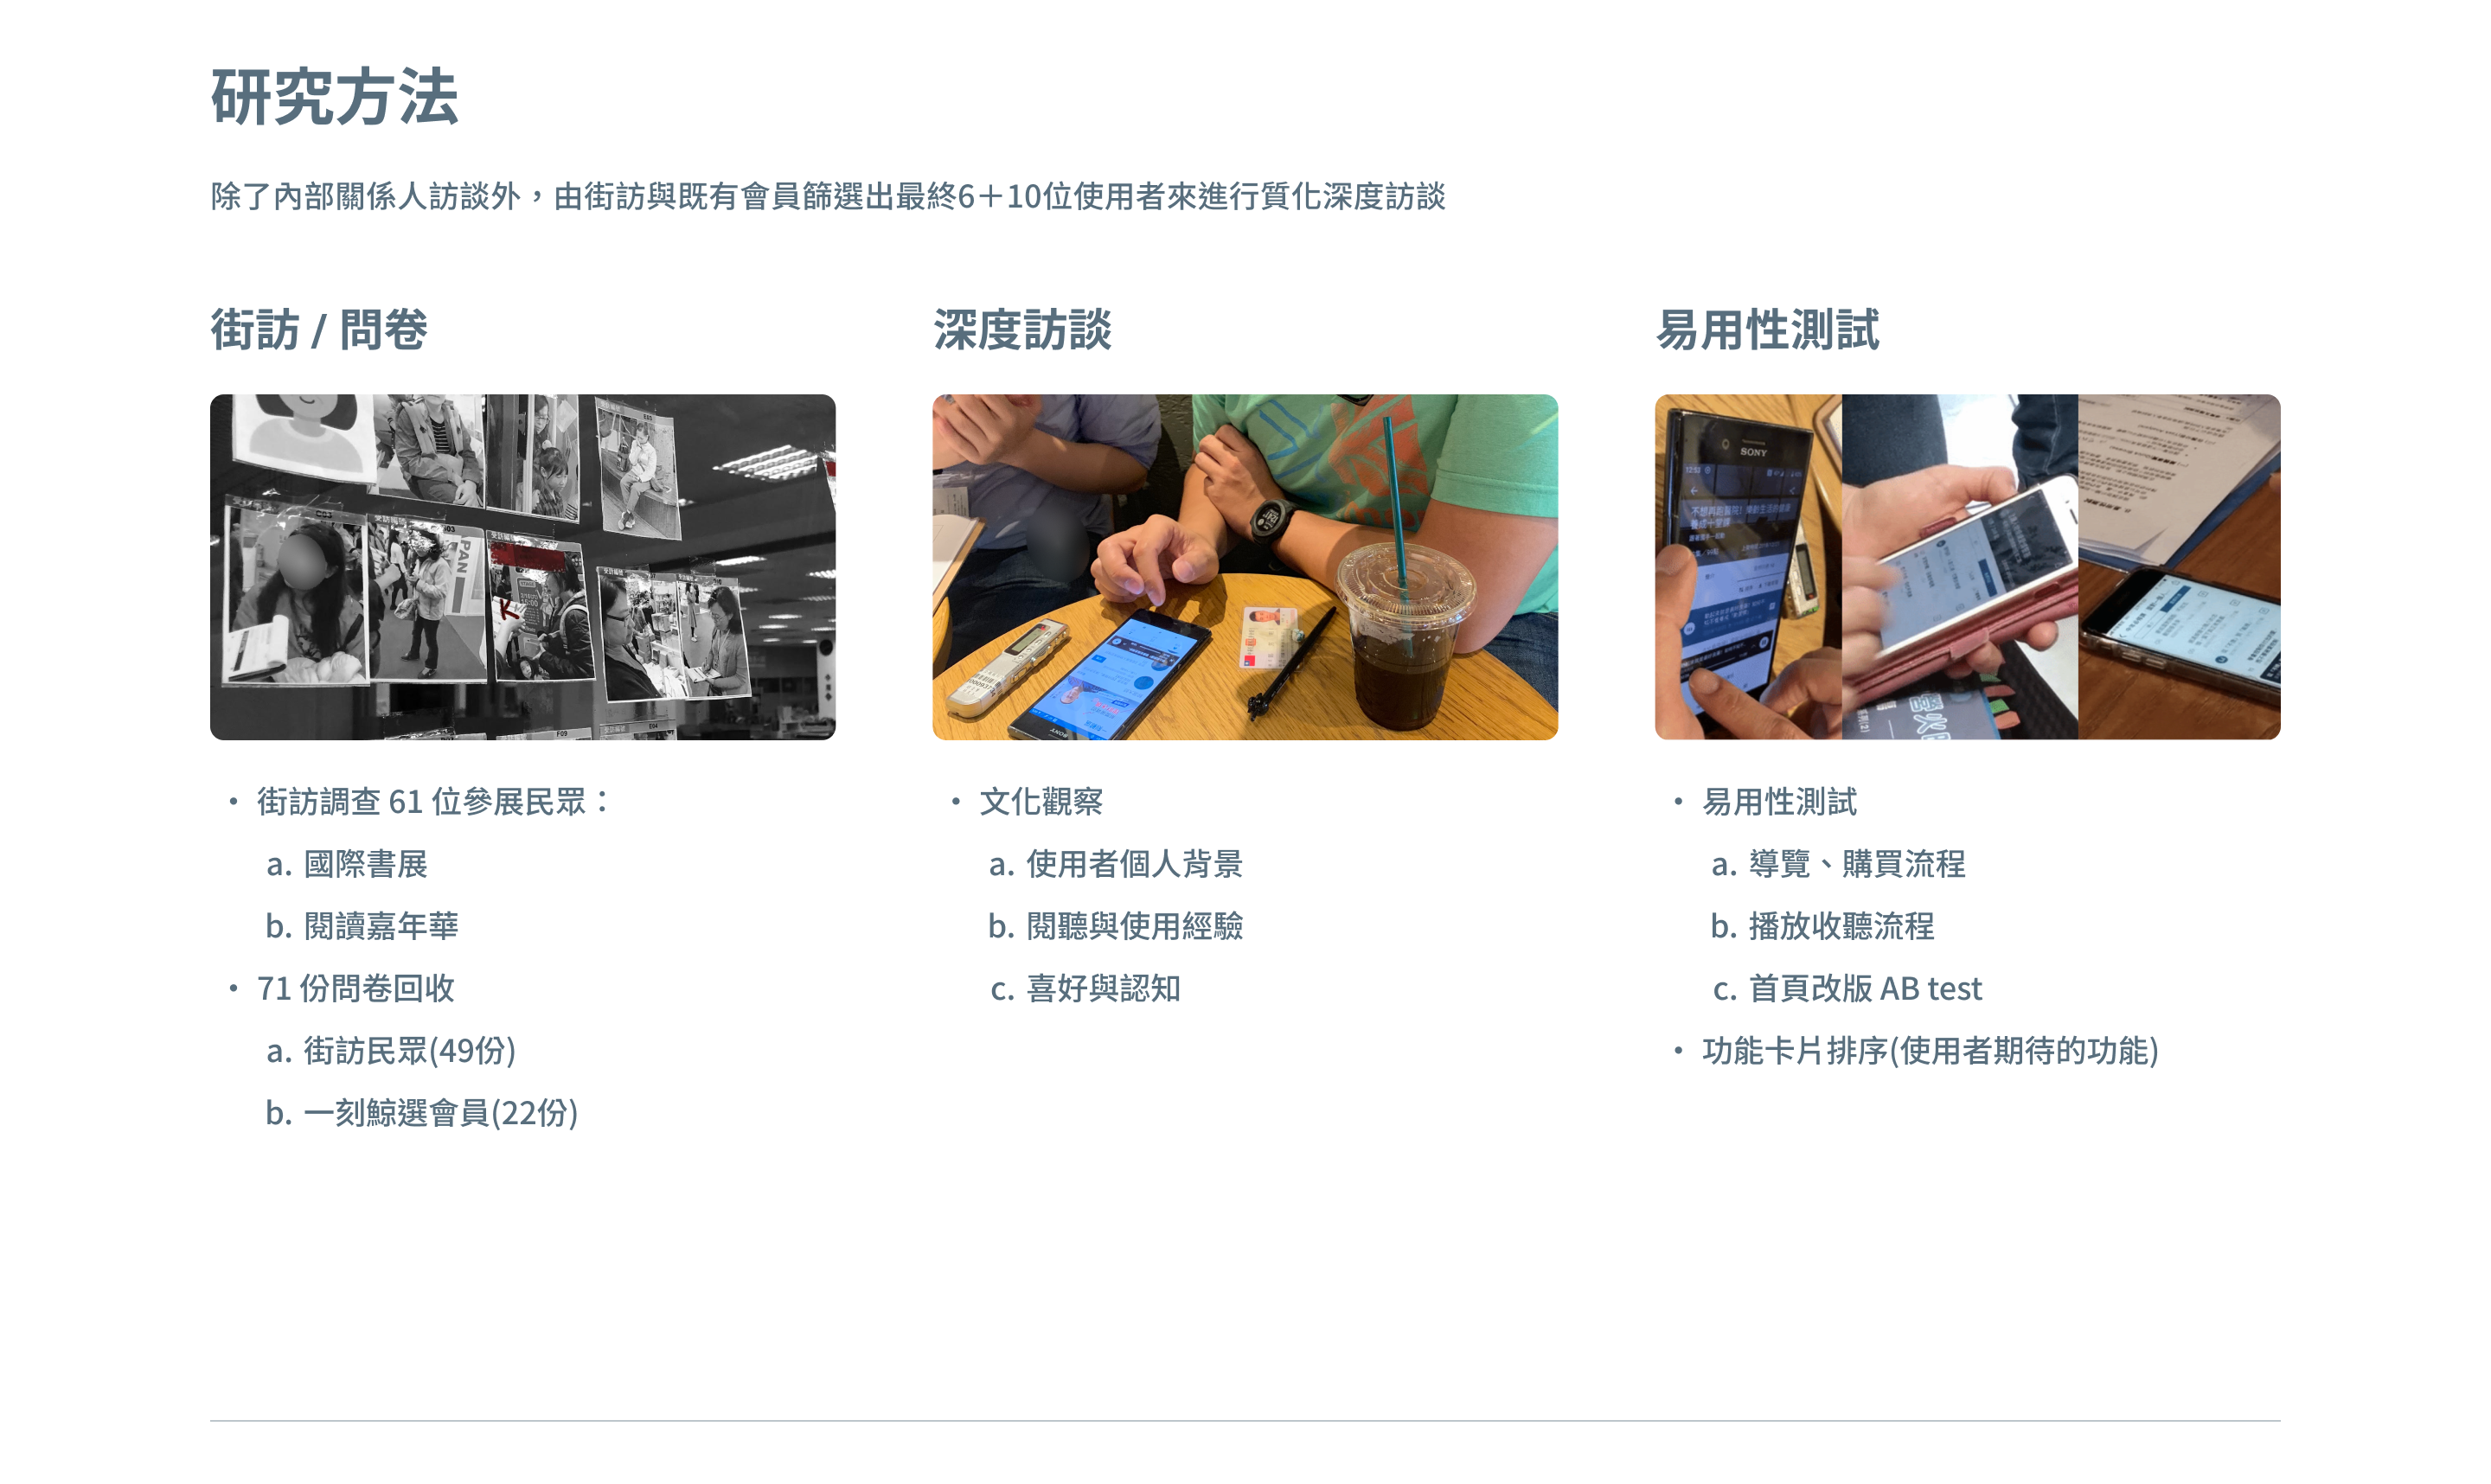 研究方法
除了內部關係人訪談外，由街訪與既有會員篩選出最終6＋10位使用者來進行質化深度訪談
街訪 / 問卷
• 街訪調查 61 位參展民眾：
a. 國際書展
b. 閱讀嘉年華
• 71 份問卷回收
a. 街訪民眾(49份)
b. 一刻鯨選會員(22份)
深度訪談
• 文化觀察
a. 使用者個人背景
b. 閱聽與使用經驗
c. 喜好與認知
易用性測試
SONY
• 易用性測試
a. 導覽、購買流程
b. 播放收聽流程
c. 首頁改版 AB test
• 功能卡片排序(使用者期待的功能)